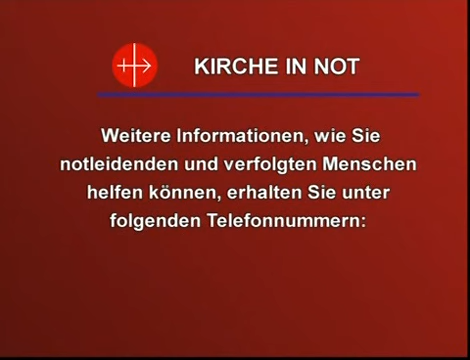 KIRCHE IN NOT
Weitere Informationen, wie Sie
notleidenden und verfolgten Menschen
helfen können, erhalten Sie unter
folgenden Telefonnummern: